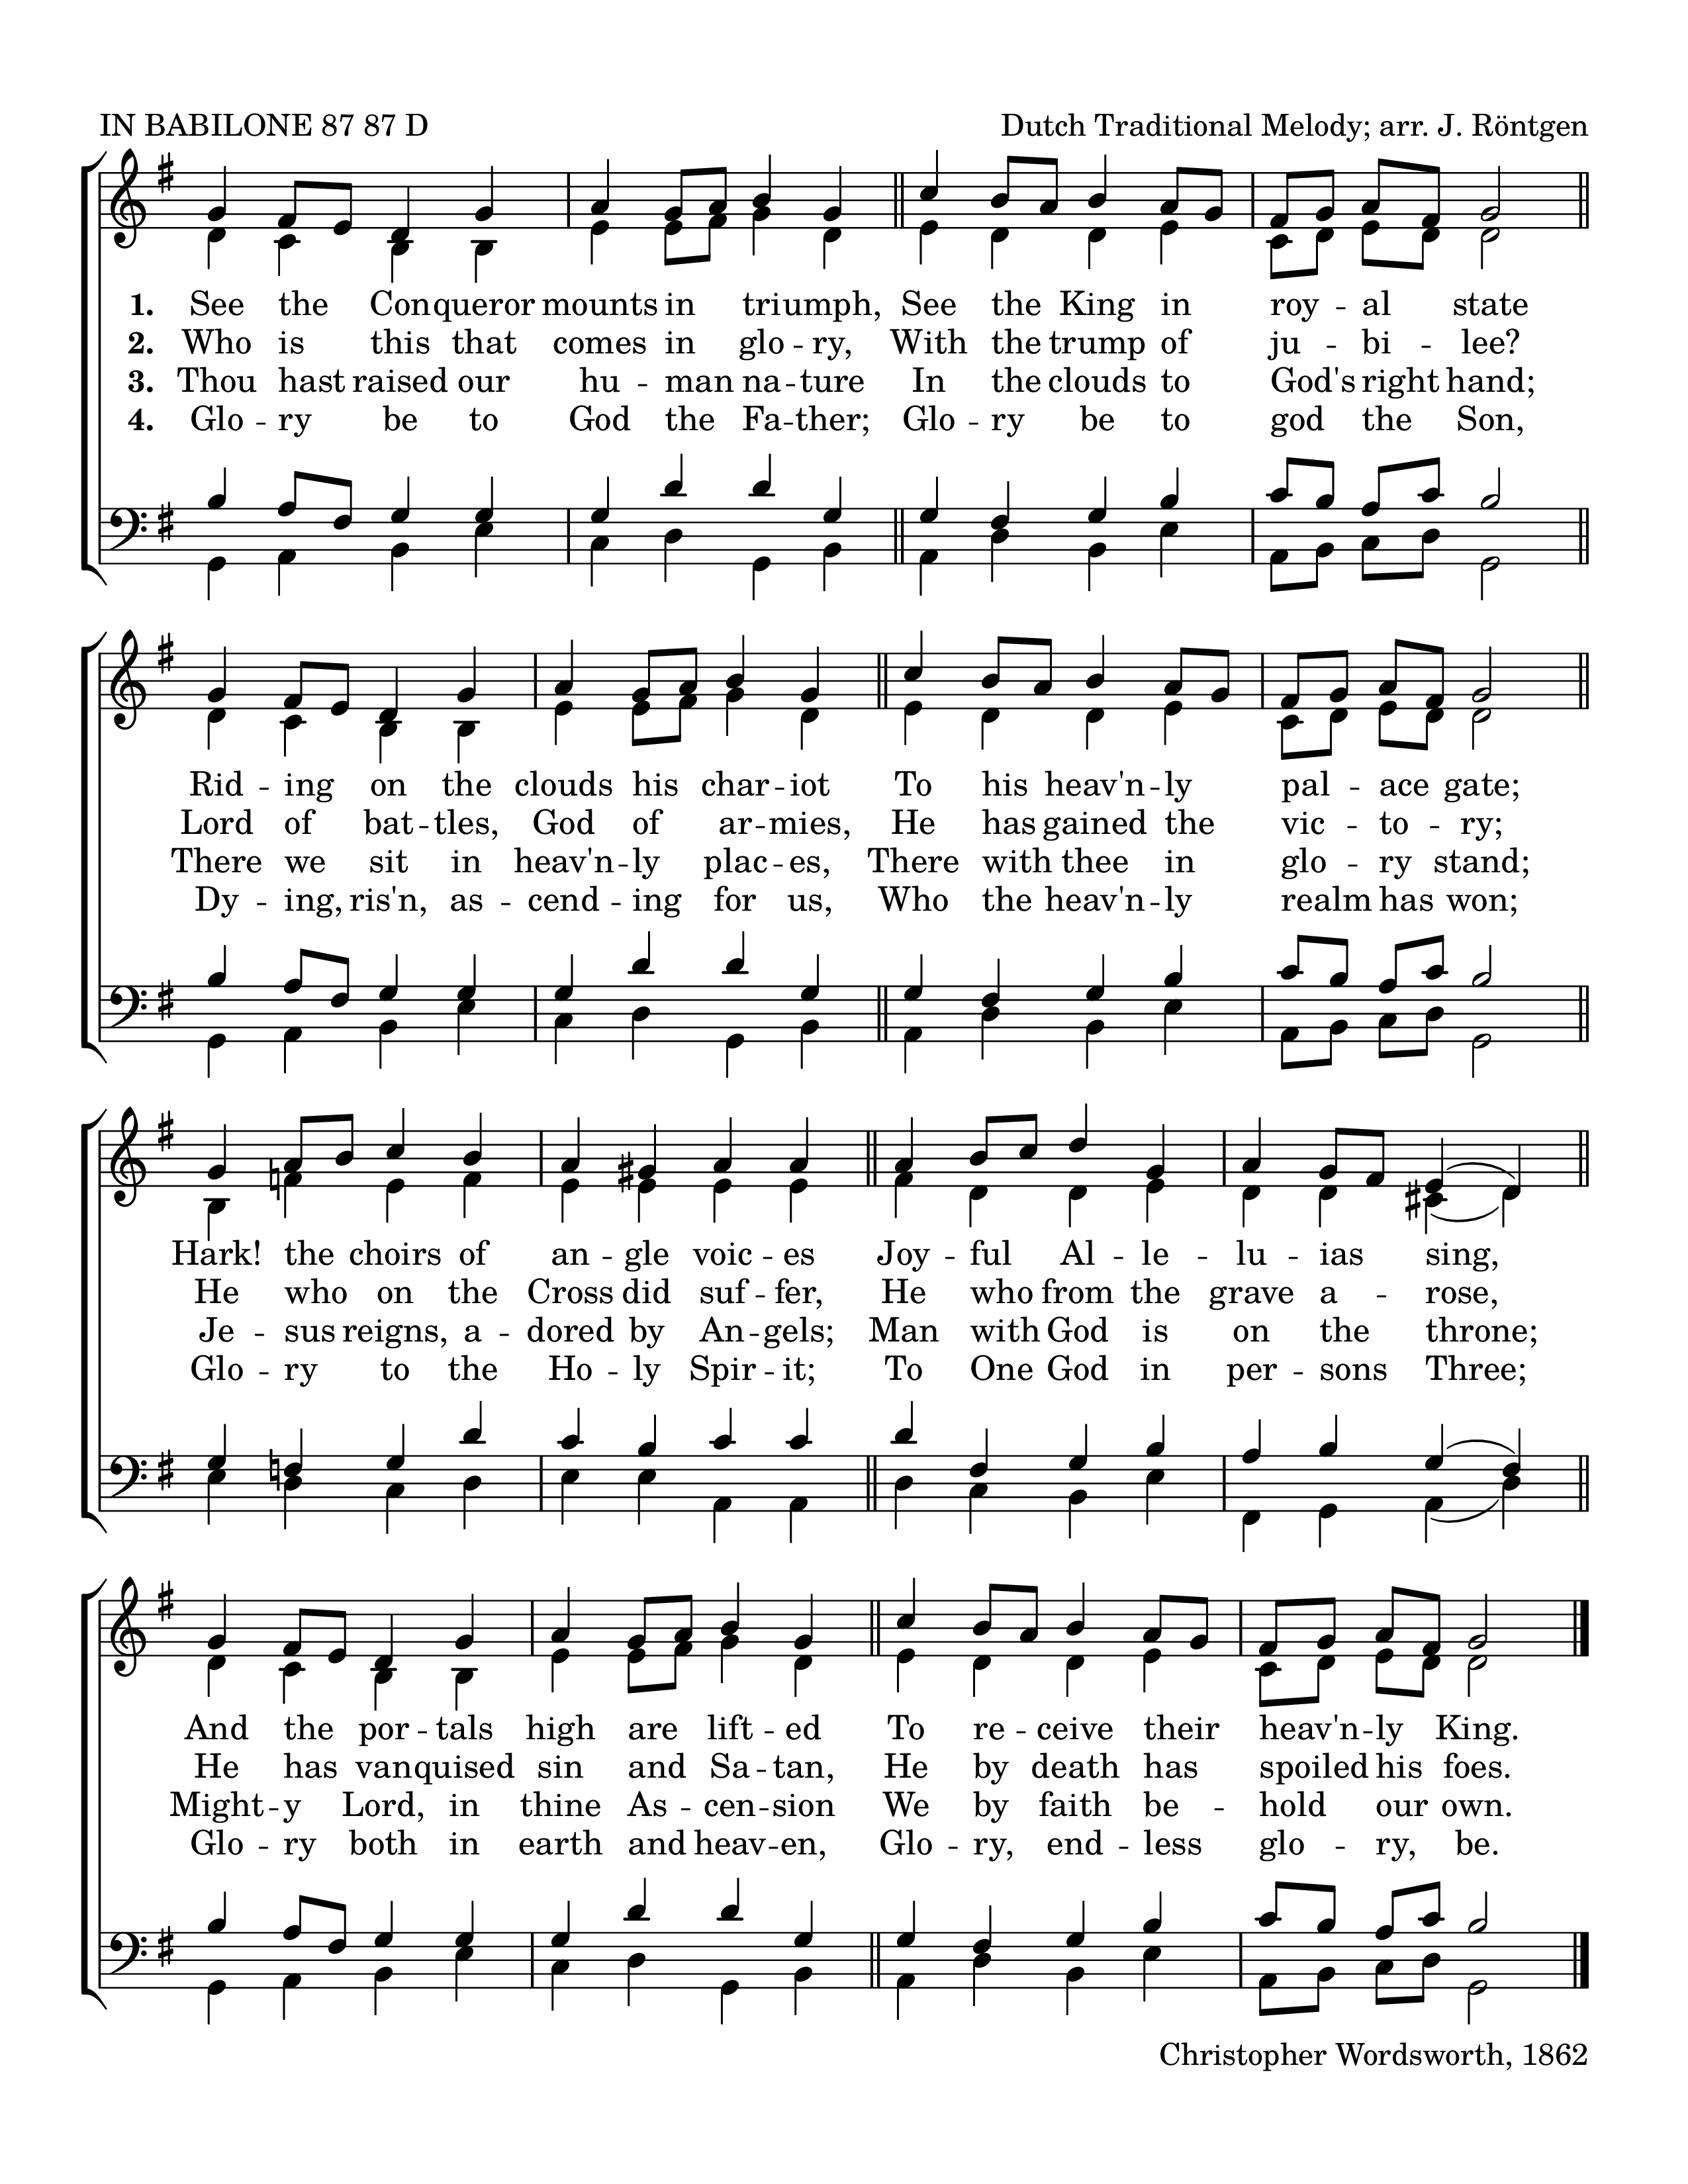 IN BABILONE 87 87 D
Dutch Traditional Melody; arr. J. Röntgen
1. See the Conqueror mounts in triumph, See the King in roy - al state
2. Who is this that comes in glo - ry, With the trump of ju - bi - lee?
3. Thou hast raised our hu - man na - ture In the clouds to God's right hand;
4. Glo - ry be to God the Fa - ther; Glo - ry be to god the Son,
Rid - ing on the clouds his char - iot To his heav'n - ly pal - ace gate;
Lord of bat - tles, God of ar - mies, He has gained the vic - to - ry;
There we sit in heav'n - ly plac - es, There with thee in glo - ry stand;
Dy - ing, ris'n, as - cend - ing for us, Who the heav'n - ly realm has won;
Hark! the choirs of an - gle voic - es Joy - ful Al - le - lu - ias sing,
He who on the Cross did suf - fer, He who from the grave a - rose,
Je - sus reigns, a - dored by An - gels; Man with God is on the throne;
Glo - ry to the Ho - ly Spir - it; To One God in per - sons Three;
And the por - tals high are lift - ed To re - ceive their heav'n - ly King.
He has vanquised sin and Sa - tan, He by death has spoiled his foes.
Might - y Lord, in thine As - cen - sion We by faith be - hold our own.
Glo - ry both in earth and heav - en, Glo - ry, end - less glo - ry, be.
Christopher Wordsworth, 1862